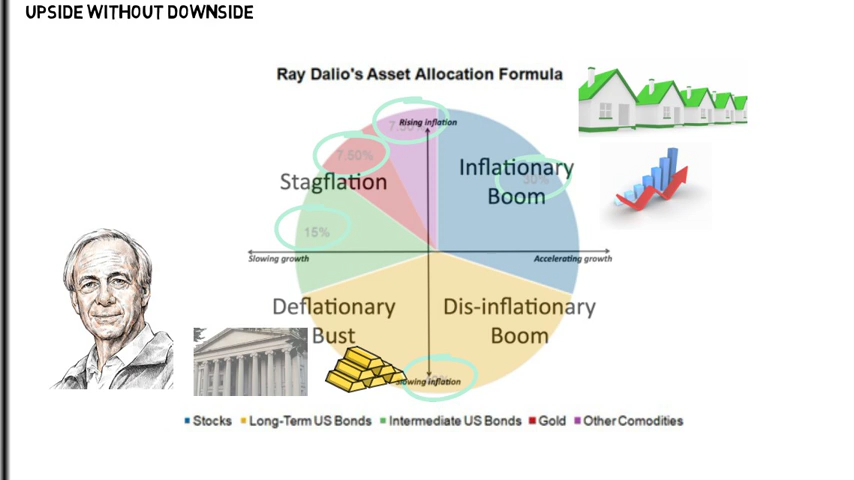 UPSIDE WITHOUT DOWNSIDE
Ray Dalio's Asset Allocation Formula
Rising inflation
7.50%
Inflationary
Boom
30%
Stagflation
15%
Slowing growth
Accelerating growth
Deflationary
Bust
Dis-inflationary
Boom
Slowing inflation
Stocks Long-Term US Bonds Intermediate US Bonds Gold Other Comodities